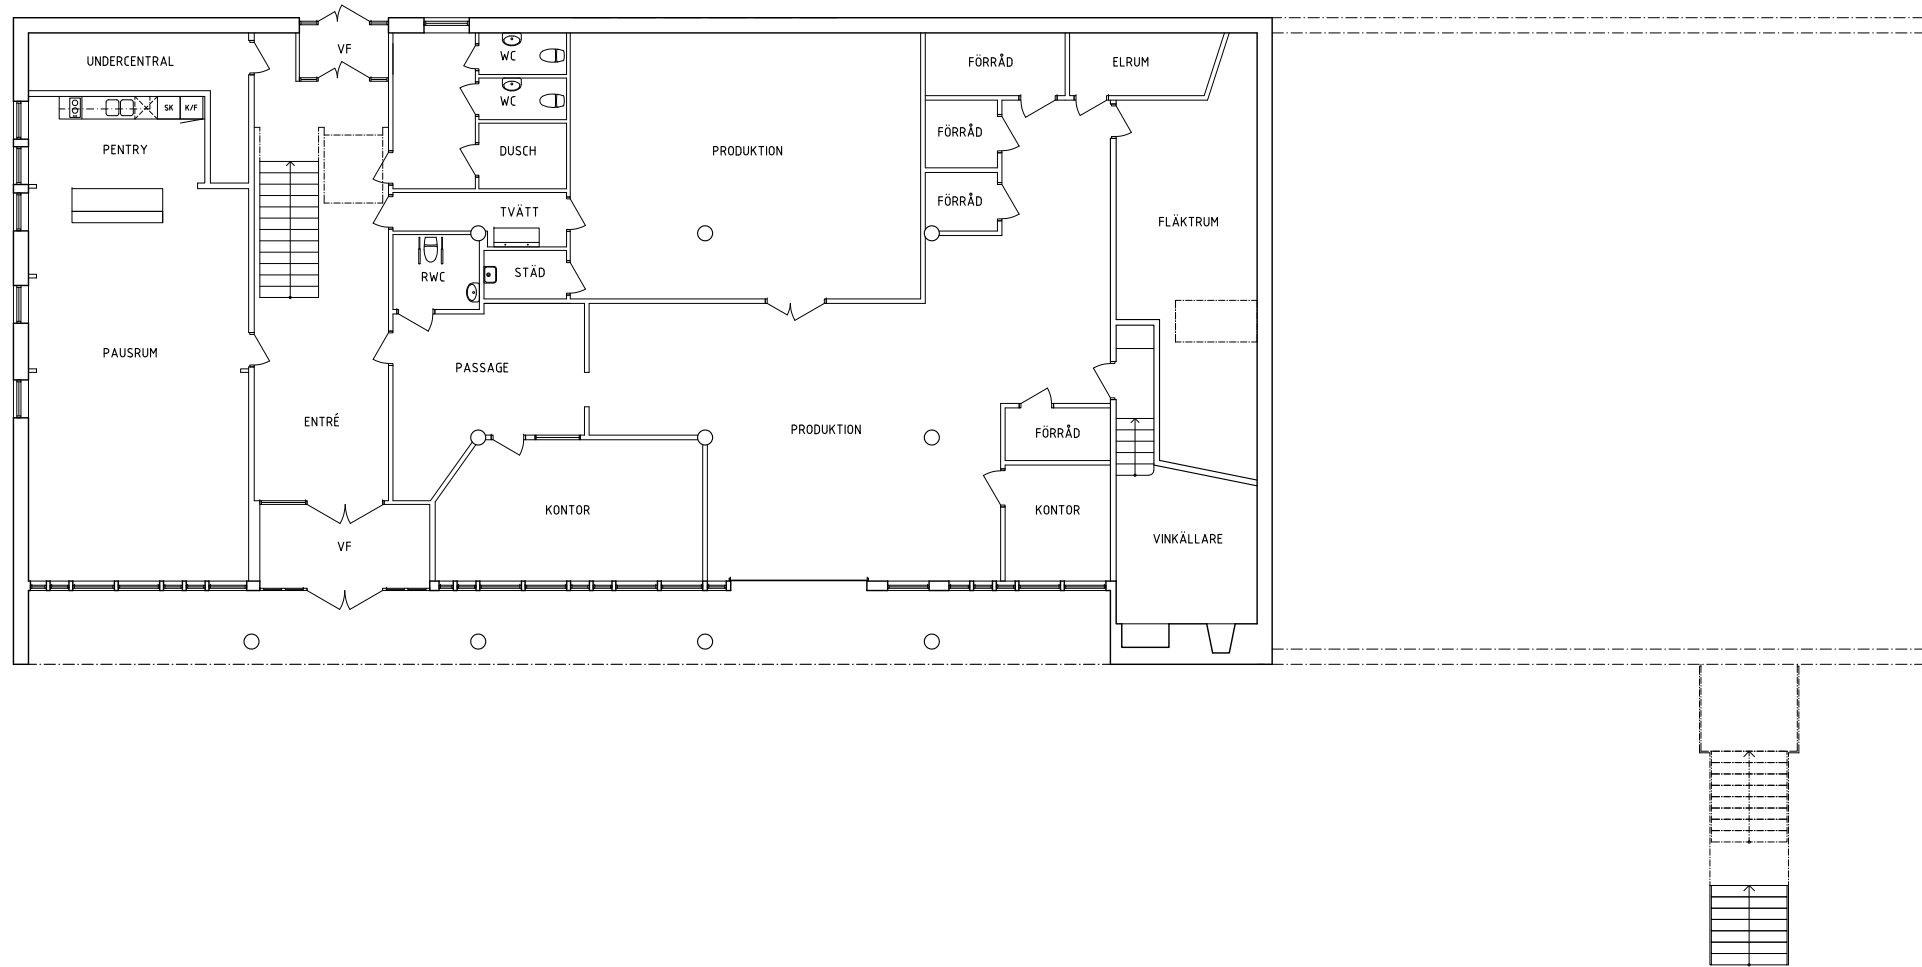 VF
WC
UNDERCENTRAL
FÖRRÅD
ELRUM
WC
SK
K/F
FÖRRÅD
PENTRY
DUSCH
PRODUKTION
FÖRRÅD
TVÄTT
FLÄKTRUM
RWC
STÄD
PAUSRUM
PASSAGE
ENTRÉ
PRODUKTION
FÖRRÅD
KONTOR
KONTOR
VF
VINKÄLLARE